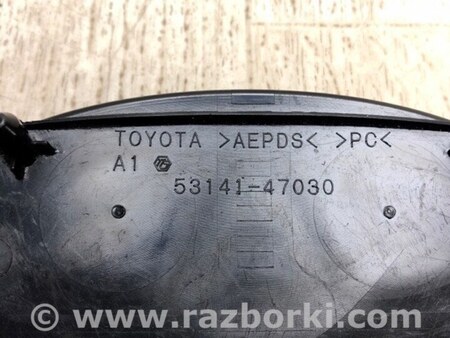 TOYOTA >AEPDS< >PC<
A1
53141-47030
© www.razborki.com